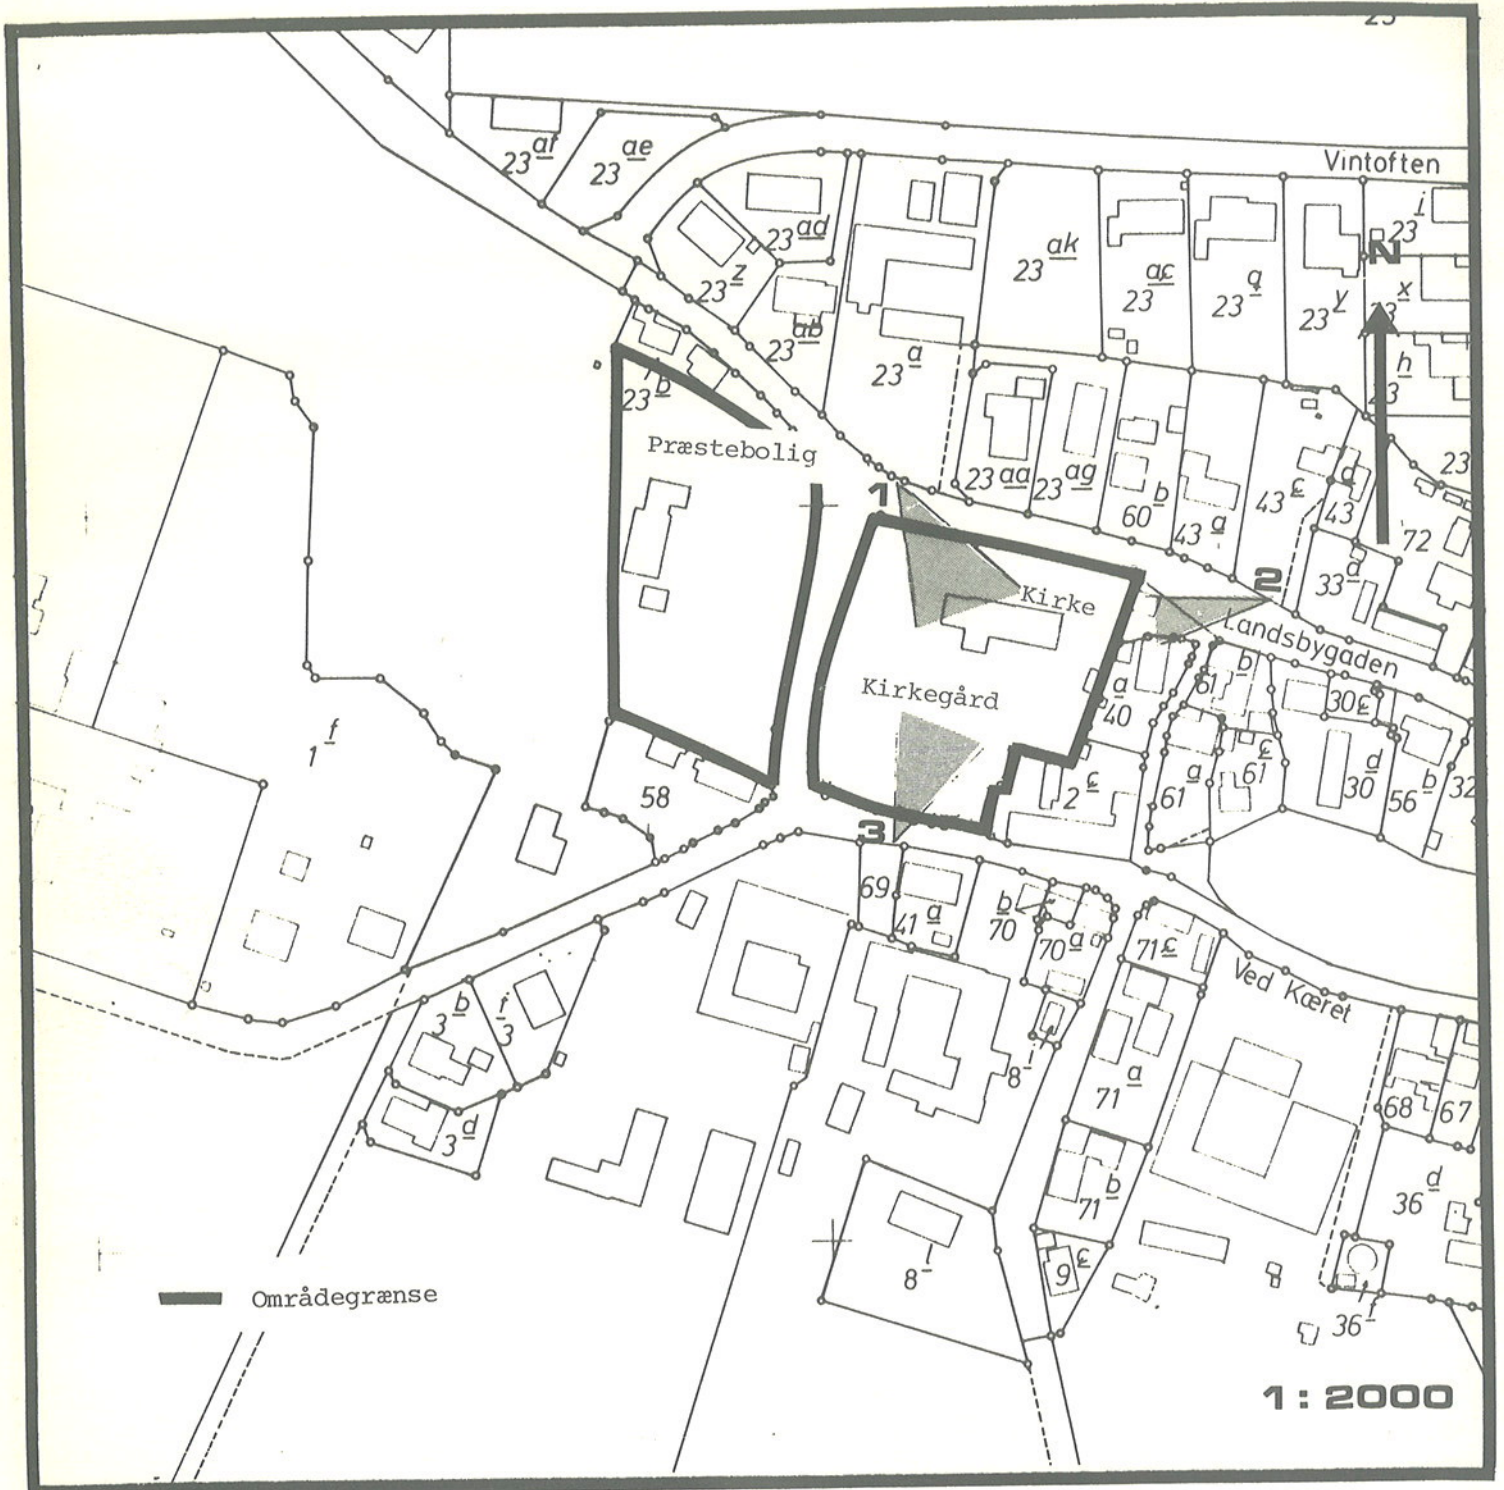 Vintoften
23 af
23 ae
23 ad
23 z
23 ab
23 a
23 ak
23 ac
23 q
23 y
23 i
N
23 x
23 h
23
23 b
Præstebolig
23 aa
23 ag
60 b
43 a
43 c
43 d
72
33 a
1
2
Kirke
Landsbygaden
Kirkegård
40 a
61 b
61 a
61 c
30 c
30 d
56 b
32
2 c
1 f
58
3
69
41 a
70 b
70 a
71 c
Ved Kæret
3 b
3 i
3 d
8
71 a
71 b
68
67
36 d
8
9 c
36 f
Områdegrænse
1:2000